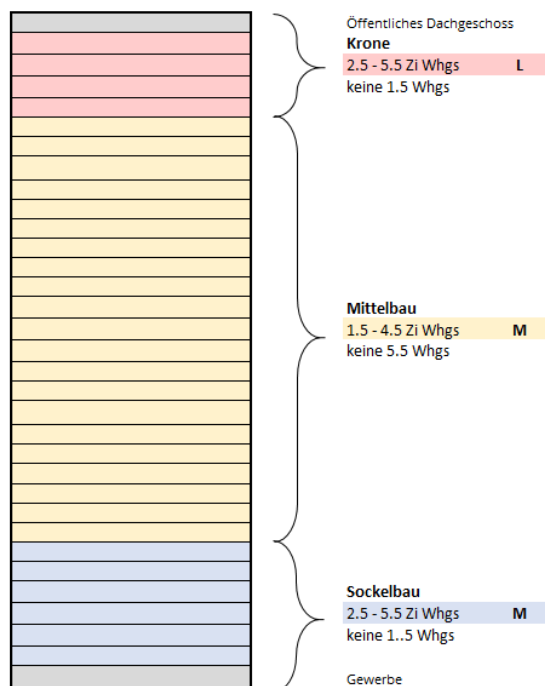 Öffentliches Dachgeschoss
Krone
2.5 - 5.5 Zi Whgs L
keine 1.5 Whgs
Mittelbau
1.5 - 4.5 Zi Whgs M
keine 5.5 Whgs
Sockelbau
2.5 - 5.5 Zi Whgs M
keine 1..5 Whgs
Gewerbe